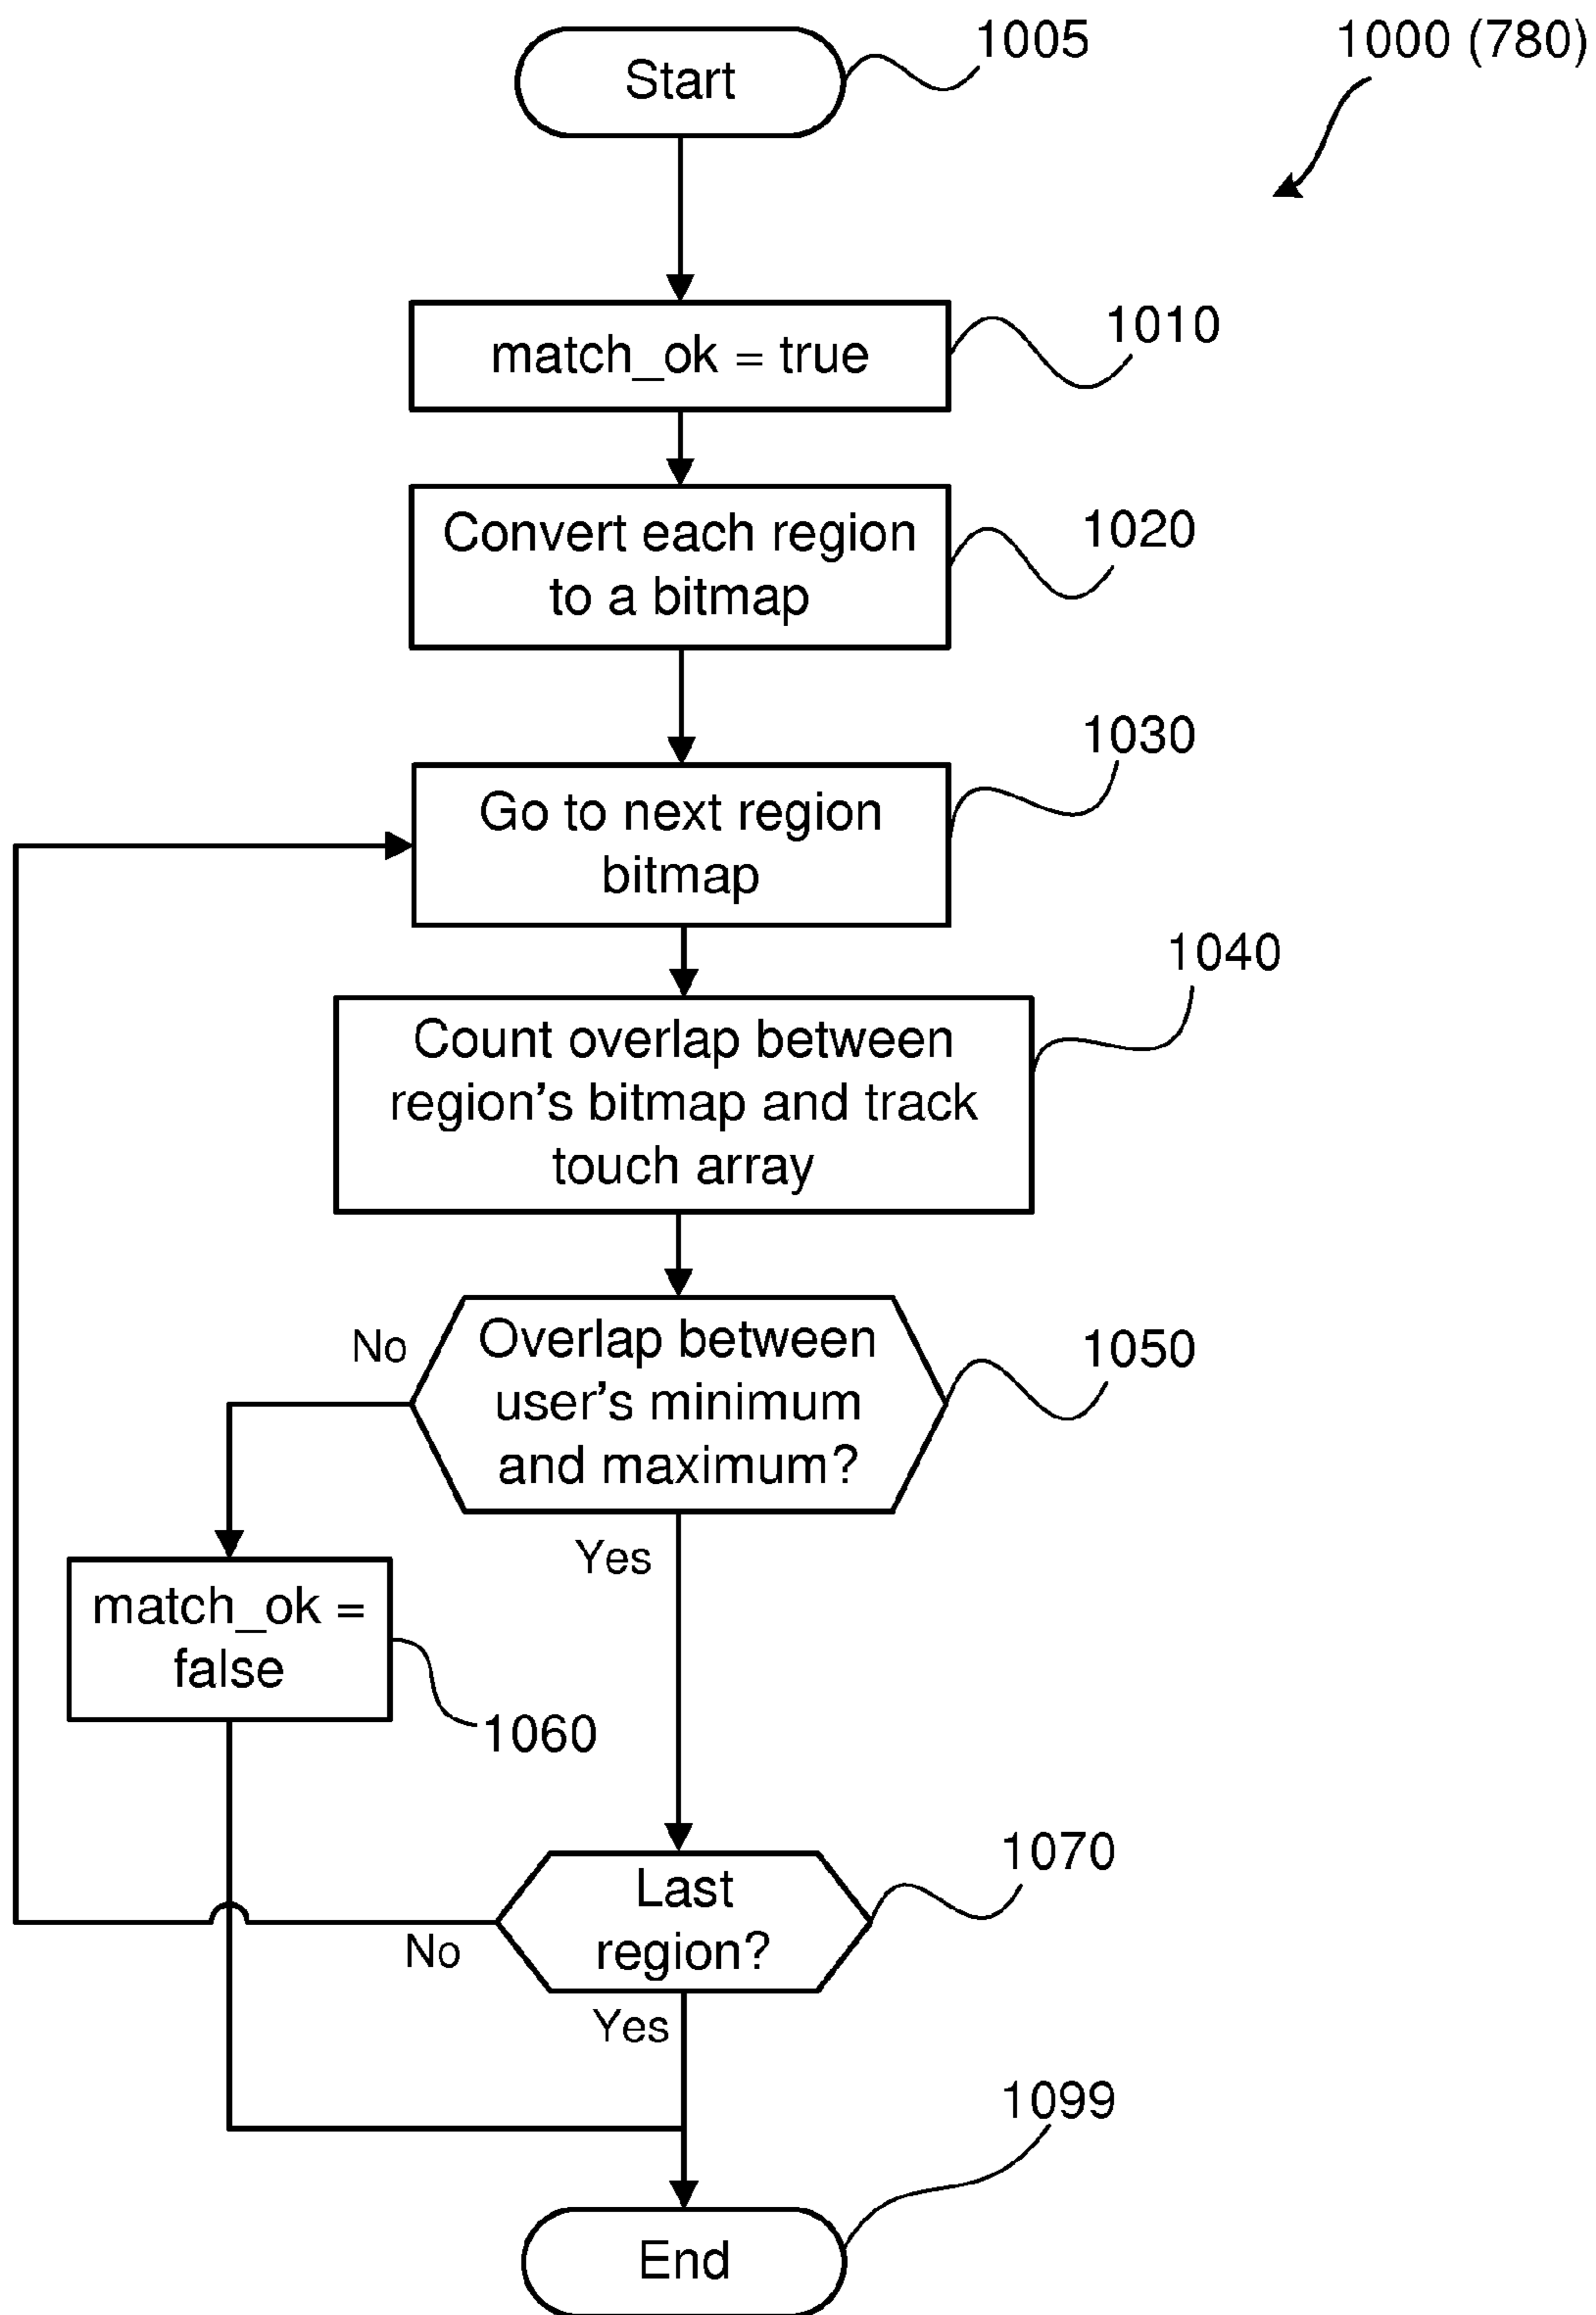 Start
1005
1000 (780)
match_ok = true
1010
Convert each region
to a bitmap
1020
Go to next region
bitmap
1030
Count overlap between
region's bitmap and track
touch array
1040
Overlap between
user's minimum
and maximum?
1050
No
Yes
match_ok =
false
1060
Last
region?
1070
No
Yes
1099
End